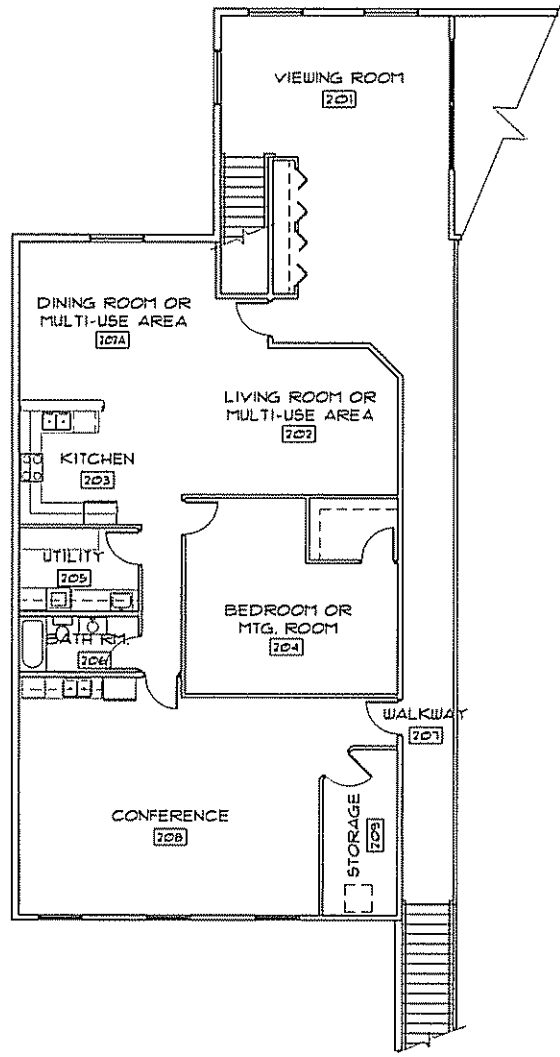 VIEWING ROOM
201
DINING ROOM OR
MULTI-USE AREA
202A
LIVING ROOM OR
MULTI-USE AREA
202
KITCHEN
203
UTILITY
205
BEDROOM OR
MTG. ROOM
204
BATH RM.
206
WALKWAY
207
CONFERENCE
208
STORAGE
209